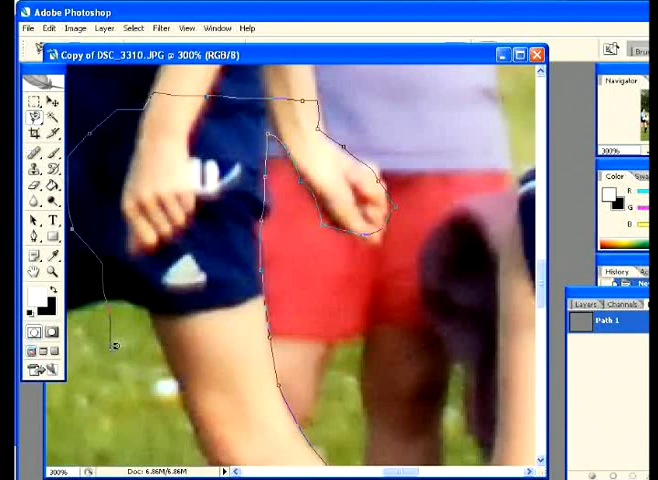 Adobe Photoshop
File Edit Image Layer Select Filter View Window Help
Copy of DSC_3310.JPG @ 300% (RGB/8)
Navigator
300%
Color
R
G
B
History
Layers Channels
Path 1
300% Doc: 6.86M/6.86M